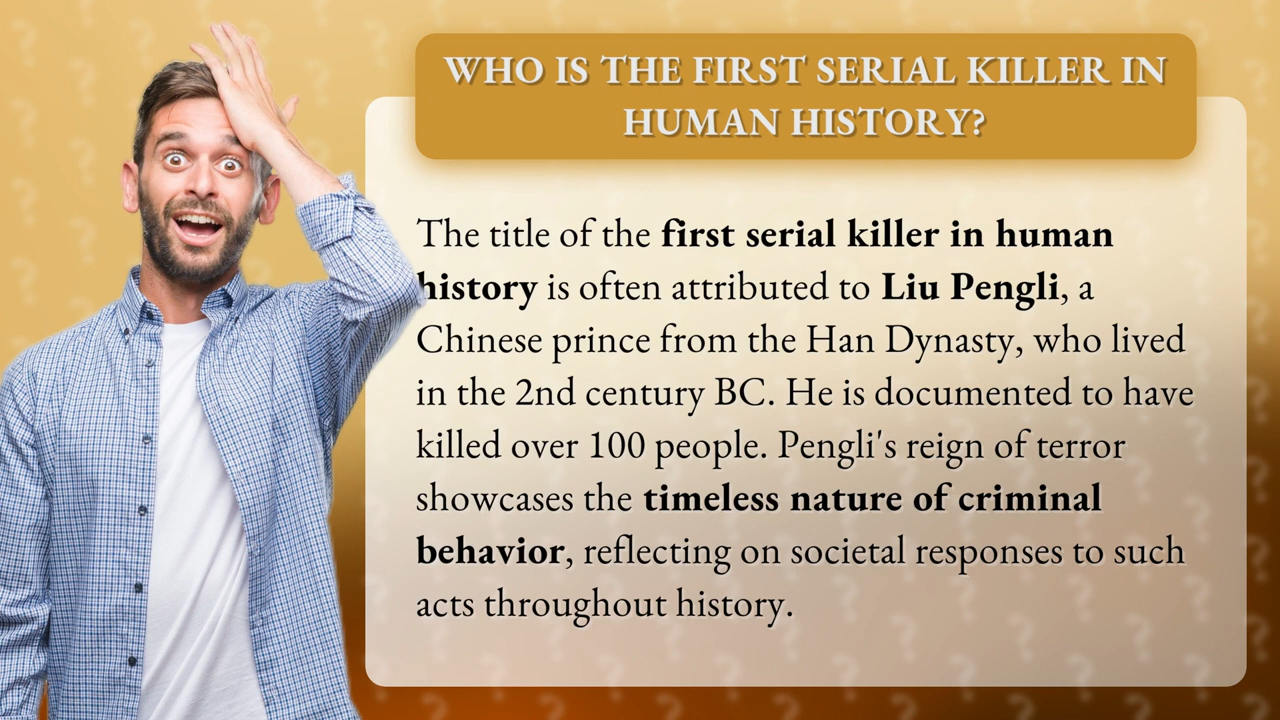 WHO IS THE FIRST SERIAL KILLER IN
HUMAN HISTORY?
The title of the first serial killer in human
history is often attributed to Liu Pengli, a
Chinese prince from the Han Dynasty, who lived
in the 2nd century BC. He is documented to have
killed over 100 people. Pengli's reign of terror
showcases the timeless nature of criminal
behavior, reflecting on societal responses to such
acts throughout history.